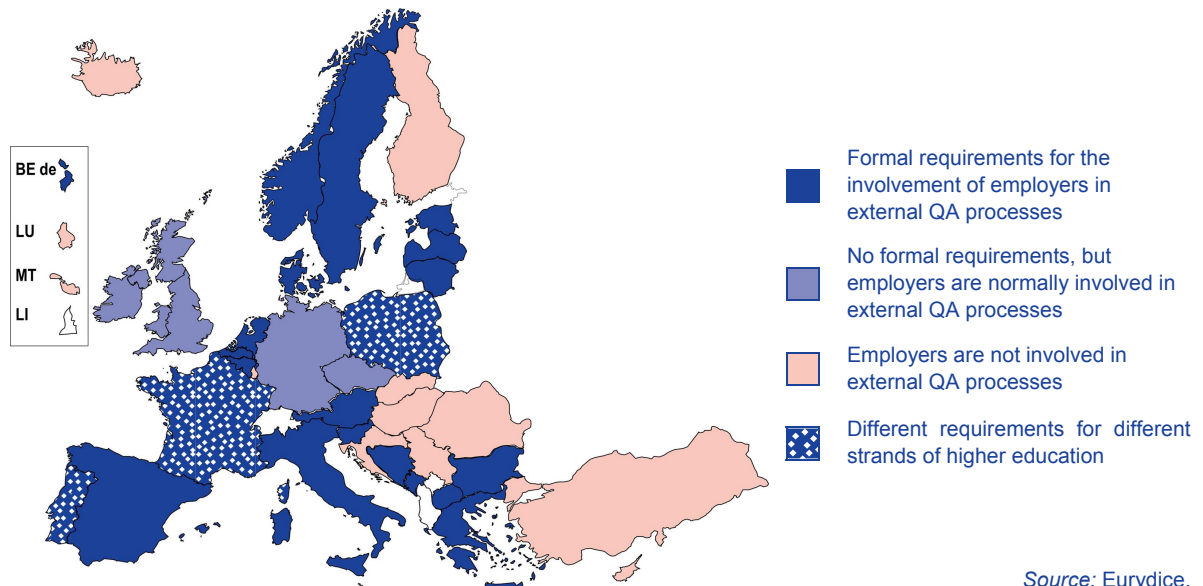 BE de
LU
MT
LI
Formal requirements for the
involvement of employers in
external QA processes
No formal requirements, but
employers are normally involved in
external QA processes
Employers are not involved in
external QA processes
Different requirements for different
strands of higher education
Source: Eurydice.